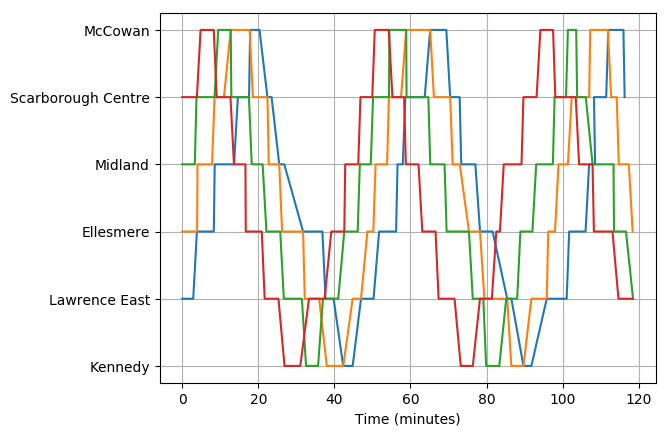 McCowan
Scarborough Centre
Midland
Ellesmere
Lawrence East
Kennedy
0 20 40 60 80 100 120
Time (minutes)